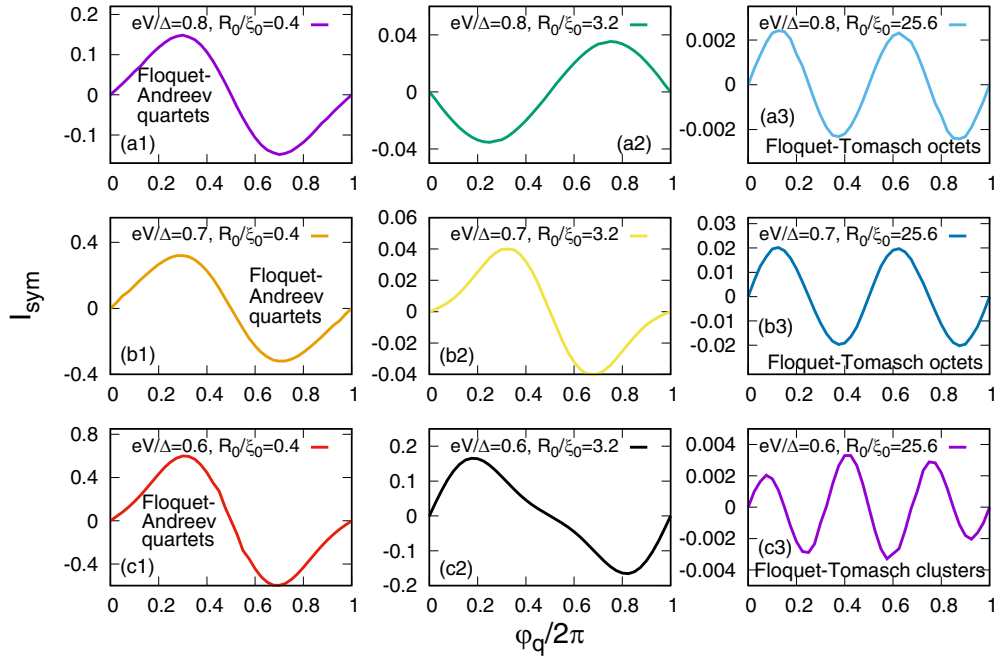 eV/Δ=0.8, R0/ξ0=0.4
Floquet-
Andreev
quartets
(a1)
0.2
0.1
0
-0.1
0 0.2 0.4 0.6 0.8 1
eV/Δ=0.8, R0/ξ0=3.2
(a2)
0.04
0
-0.04
0 0.2 0.4 0.6 0.8 1
eV/Δ=0.8, R0/ξ0=25.6
(a3)
Floquet-Tomasch octets
0.002
0
-0.002
0 0.2 0.4 0.6 0.8 1
eV/Δ=0.7, R0/ξ0=0.4
Floquet-
Andreev
quartets
(b1)
0.4
0
-0.4
0 0.2 0.4 0.6 0.8 1
eV/Δ=0.7, R0/ξ0=3.2
(b2)
0.06
0.04
0.02
0
-0.02
-0.04
0 0.2 0.4 0.6 0.8 1
eV/Δ=0.7, R0/ξ0=25.6
(b3)
Floquet-Tomasch octets
0.03
0.02
0.01
0
-0.01
-0.02
0 0.2 0.4 0.6 0.8 1
eV/Δ=0.6, R0/ξ0=0.4
Floquet-
Andreev
quartets
(c1)
0.8
0.4
0
-0.4
0 0.2 0.4 0.6 0.8 1
eV/Δ=0.6, R0/ξ0=3.2
(c2)
0.2
0.1
0
-0.1
-0.2
0 0.2 0.4 0.6 0.8 1
eV/Δ=0.6, R0/ξ0=25.6
(c3)
Floquet-Tomasch clusters
0.004
0.002
0
-0.002
-0.004
0 0.2 0.4 0.6 0.8 1
Isym
φq/2π